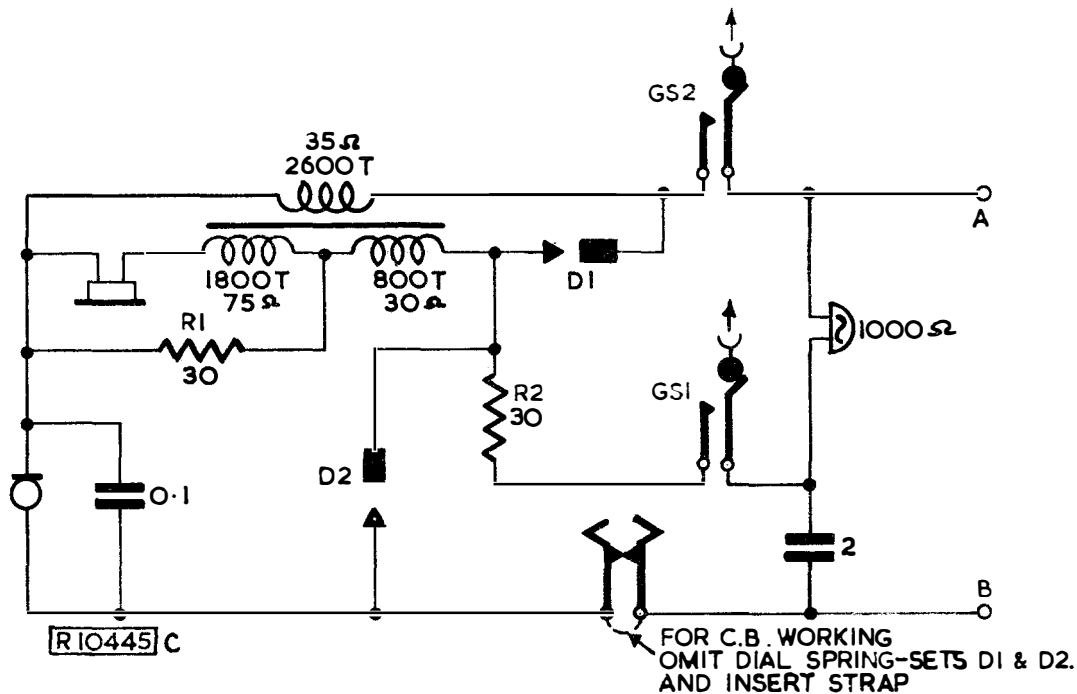 GS2
A
35Ω
2600T
1800T
75Ω
800T
30Ω
D1
R1
30
1000Ω
R2
30
GS1
D2
0·1
2
B
R10445 C
FOR C.B. WORKING
OMIT DIAL SPRING-SETS D1 & D2.
AND INSERT STRAP